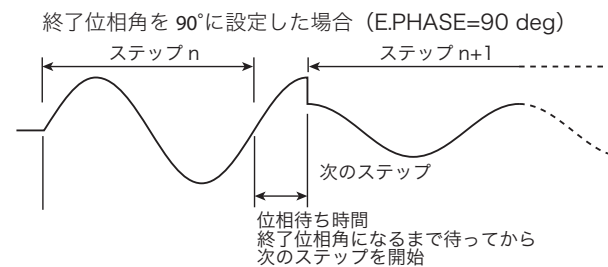 終了位相角を 90°に設定した場合（E.PHASE=90 deg）
ステップ n
ステップ n+1
次のステップ
位相待ち時間
終了位相角になるまで待ってから
次のステップを開始